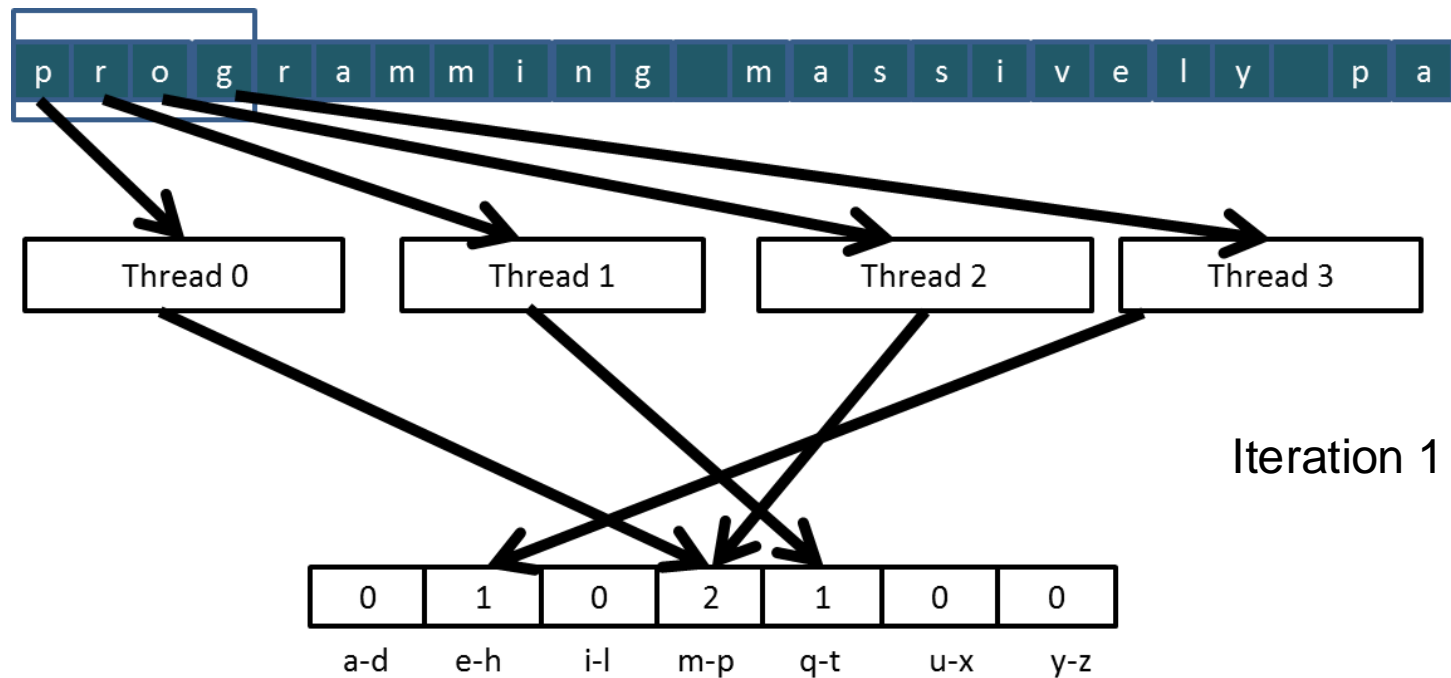 p r o g r a m m i n g m a s s i v e l y p a
Thread 0 Thread 1 Thread 2 Thread 3
Iteration 1
0 1 0 2 1 0 0
a-d e-h i-l m-p q-t u-x y-z